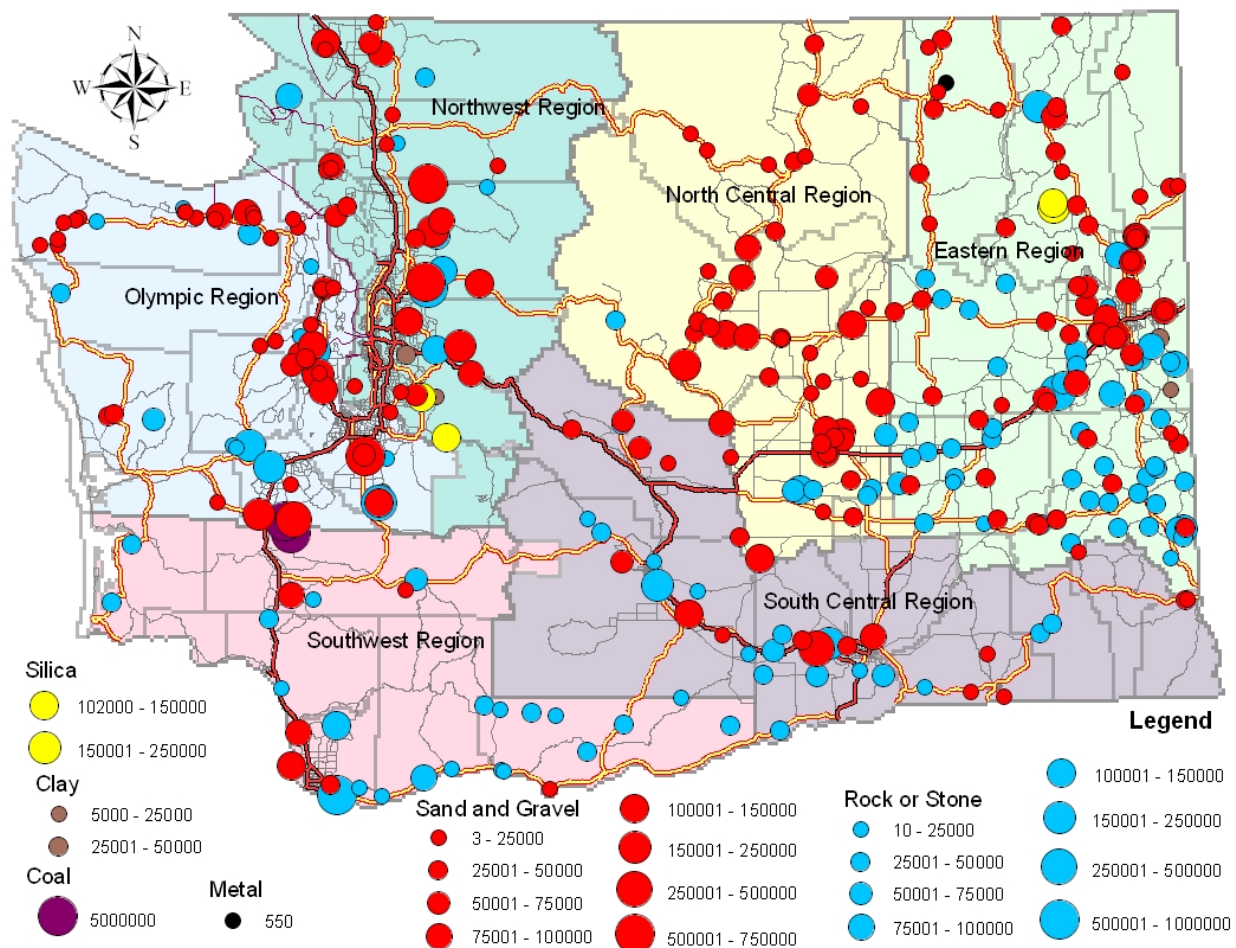 N
W
E
S
Northwest Region
North Central Region
Eastern Region
Olympic Region
South Central Region
Southwest Region
Legend
Silica
102000 - 150000
150001 - 250000
Clay
5000 - 25000
25001 - 50000
Coal
5000000
Metal
550
Sand and Gravel
3 - 25000
25001 - 50000
50001 - 75000
75001 - 100000
100001 - 150000
150001 - 250000
250001 - 500000
500001 - 750000
Rock or Stone
10 - 25000
25001 - 50000
50001 - 75000
75001 - 100000
100001 - 150000
150001 - 250000
250001 - 500000
500001 - 1000000